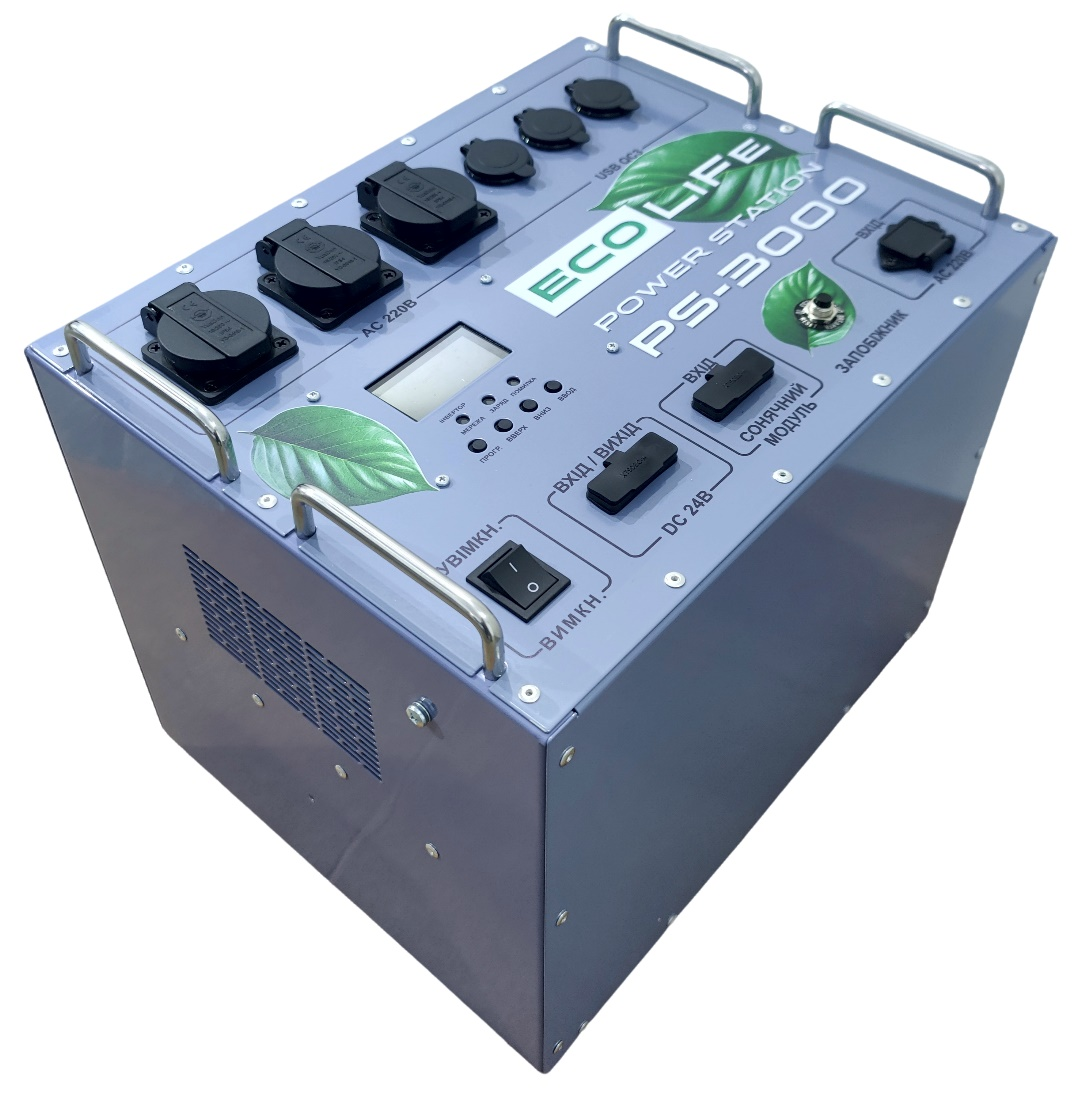 USB QC3
ECO LIFE
POWER STATION
PS-3000
ВХІД
AC 220В
AC 220В
ЗАПОБІЖНИК
ВХІД
СОНЯЧНИЙ
МОДУЛЬ
ІНВЕРТОР
МЕРЕЖА
ЗАРЯД
ПОМИЛКА
ПРОГР.
ВВЕРХ
ВНИЗ
ВВОД
ВХІД / ВИХІД
DC 24В
УВІМКН.
I
O
ВИМКН.